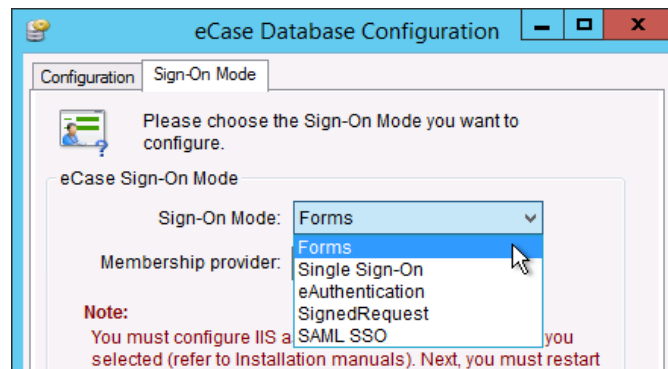 eCase Database Configuration
Configuration Sign-On Mode
Please choose the Sign-On Mode you want to
configure.
eCase Sign-On Mode
Sign-On Mode: Forms
Forms
Membership provider:
Single Sign-On
eAuthentication
SignedRequest
Note:
SAML SSO
You must configure IIS a you
selected (refer to Installation manuals). Next, you must restart